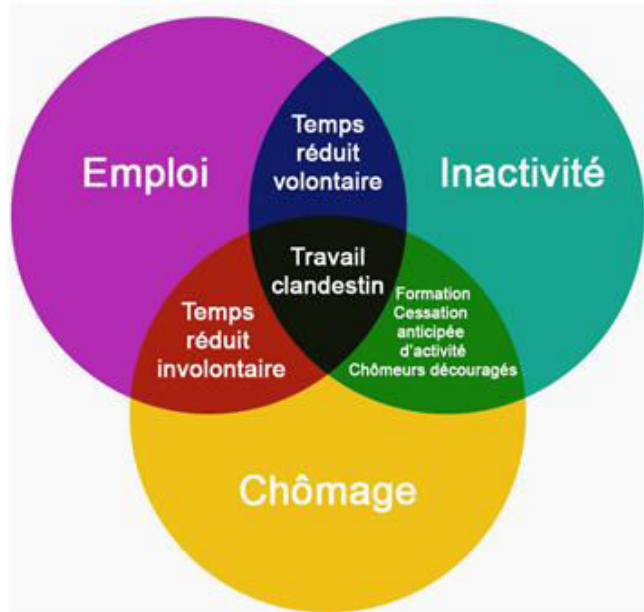 Temps
réduit
volontaire
Emploi
Inactivité
Travail
clandestin
Temps
réduit
involontaire
Formation
Cessation
anticipée
d'activité
Chômeurs découragés
Chômage